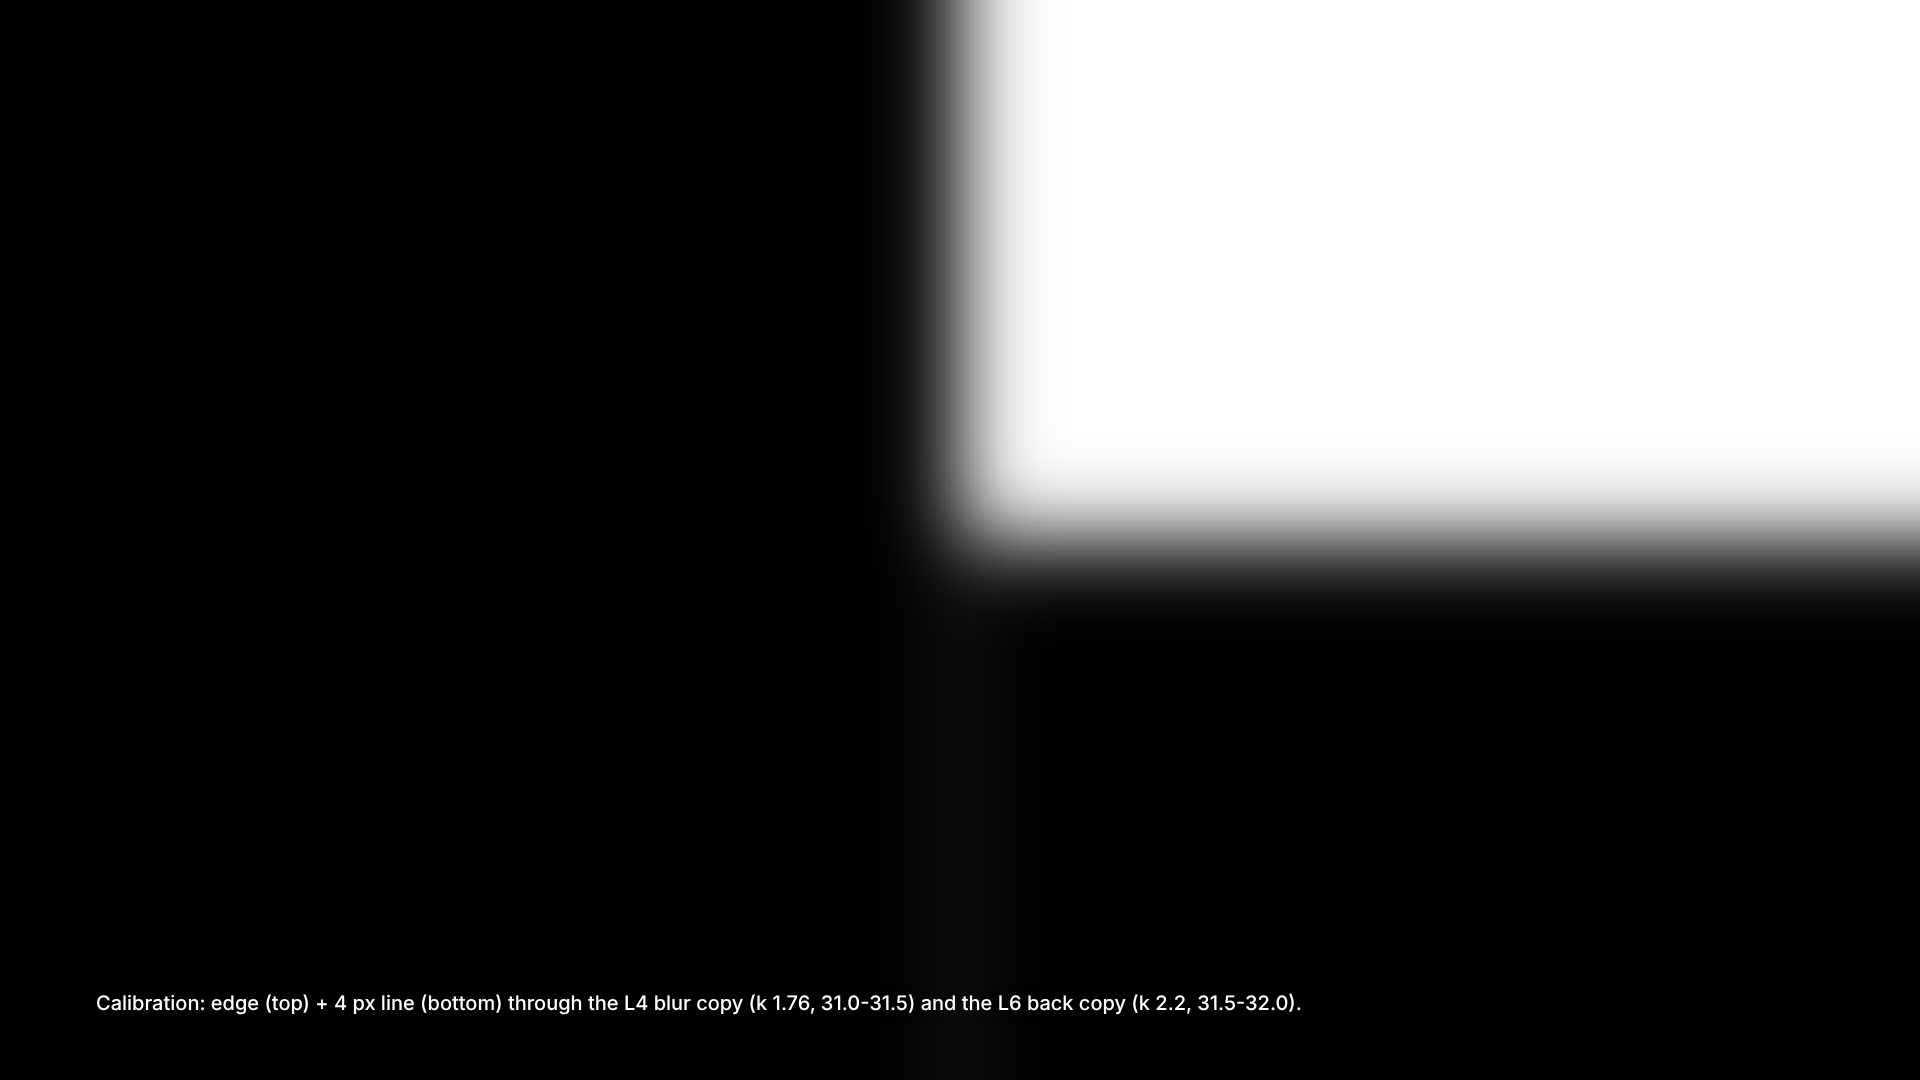 Calibration: edge (top) + 4 px line (bottom) through the L4 blur copy (k 1.76, 31.0-31.5) and the L6 back copy (k 2.2, 31.5-32.0).